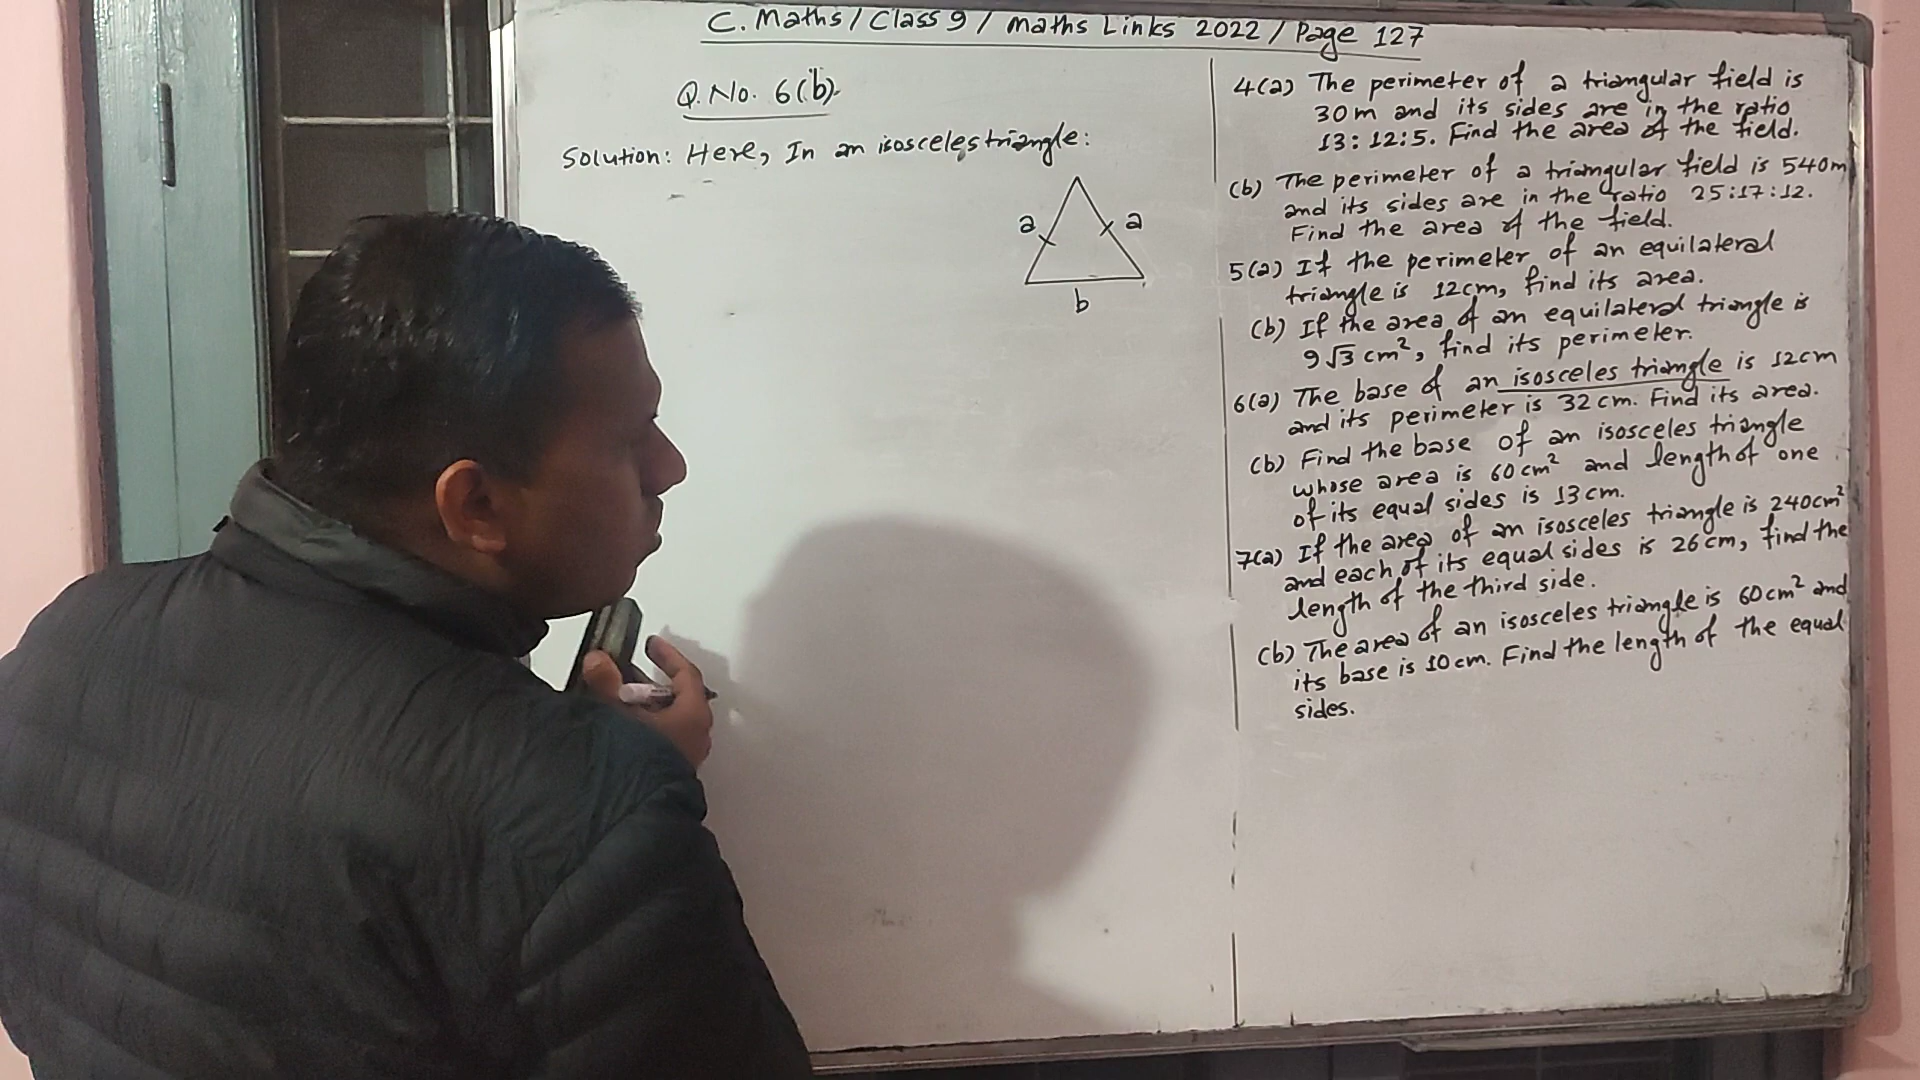 C. Maths / Class 9 / Maths Links 2022 / Page 127
Q. No. 6(b).
Solution: Here, In an isosceles triangle:
a a
b
4(a) The perimeter of a triangular field is
30m and its sides are in the ratio
13:12:5. Find the area of the field.
(b) The perimeter of a triangular field is 540m
and its sides are in the ratio 25:17:12.
Find the area of the field.
5(a) If the perimeter of an equilateral
triangle is 12cm, find its area.
(b) If the area of an equilateral triangle is
9√3 cm², find its perimeter.
6(a) The base of an isosceles triangle is 12cm
and its perimeter is 32cm. Find its area.
(b) Find the base of an isosceles triangle
whose area is 60cm² and length of one
of its equal sides is 13cm.
7(a) If the area of an isosceles triangle is 240cm²
and each of its equal sides is 26cm, find the
length of the third side.
(b) The area of an isosceles triangle is 60cm² and
its base is 10cm. Find the length of the equal
sides.